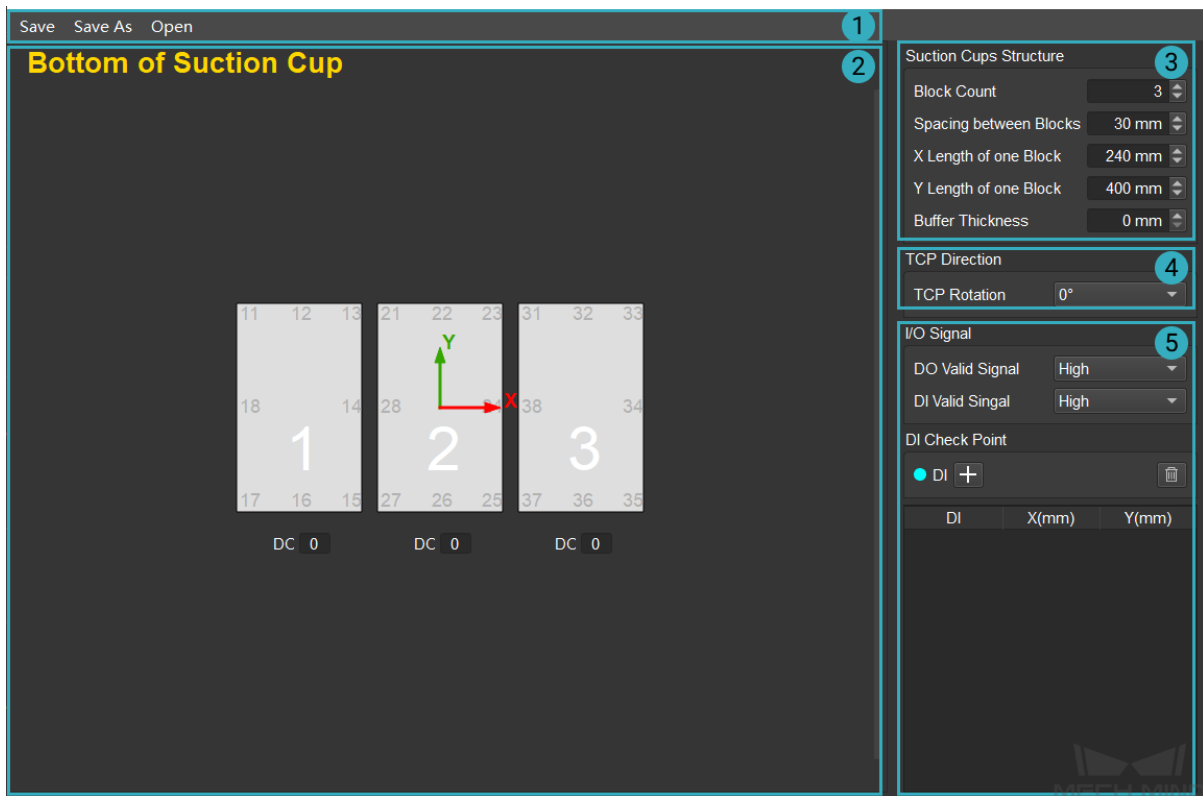 Save Save As Open 1
Bottom of Suction Cup 2
11 12 13 21 22 23 31 32 33
Y
18 14 28 X 38 34
1 2 3
17 16 15 27 26 25 37 36 35
DC 0 DC 0 DC 0
Suction Cups Structure 3
Block Count 3
Spacing between Blocks 30 mm
X Length of one Block 240 mm
Y Length of one Block 400 mm
Buffer Thickness 0 mm
TCP Direction 4
TCP Rotation 0°
I/O Signal 5
DO Valid Signal High
DI Valid Singal High
DI Check Point
DI
DI X(mm) Y(mm)